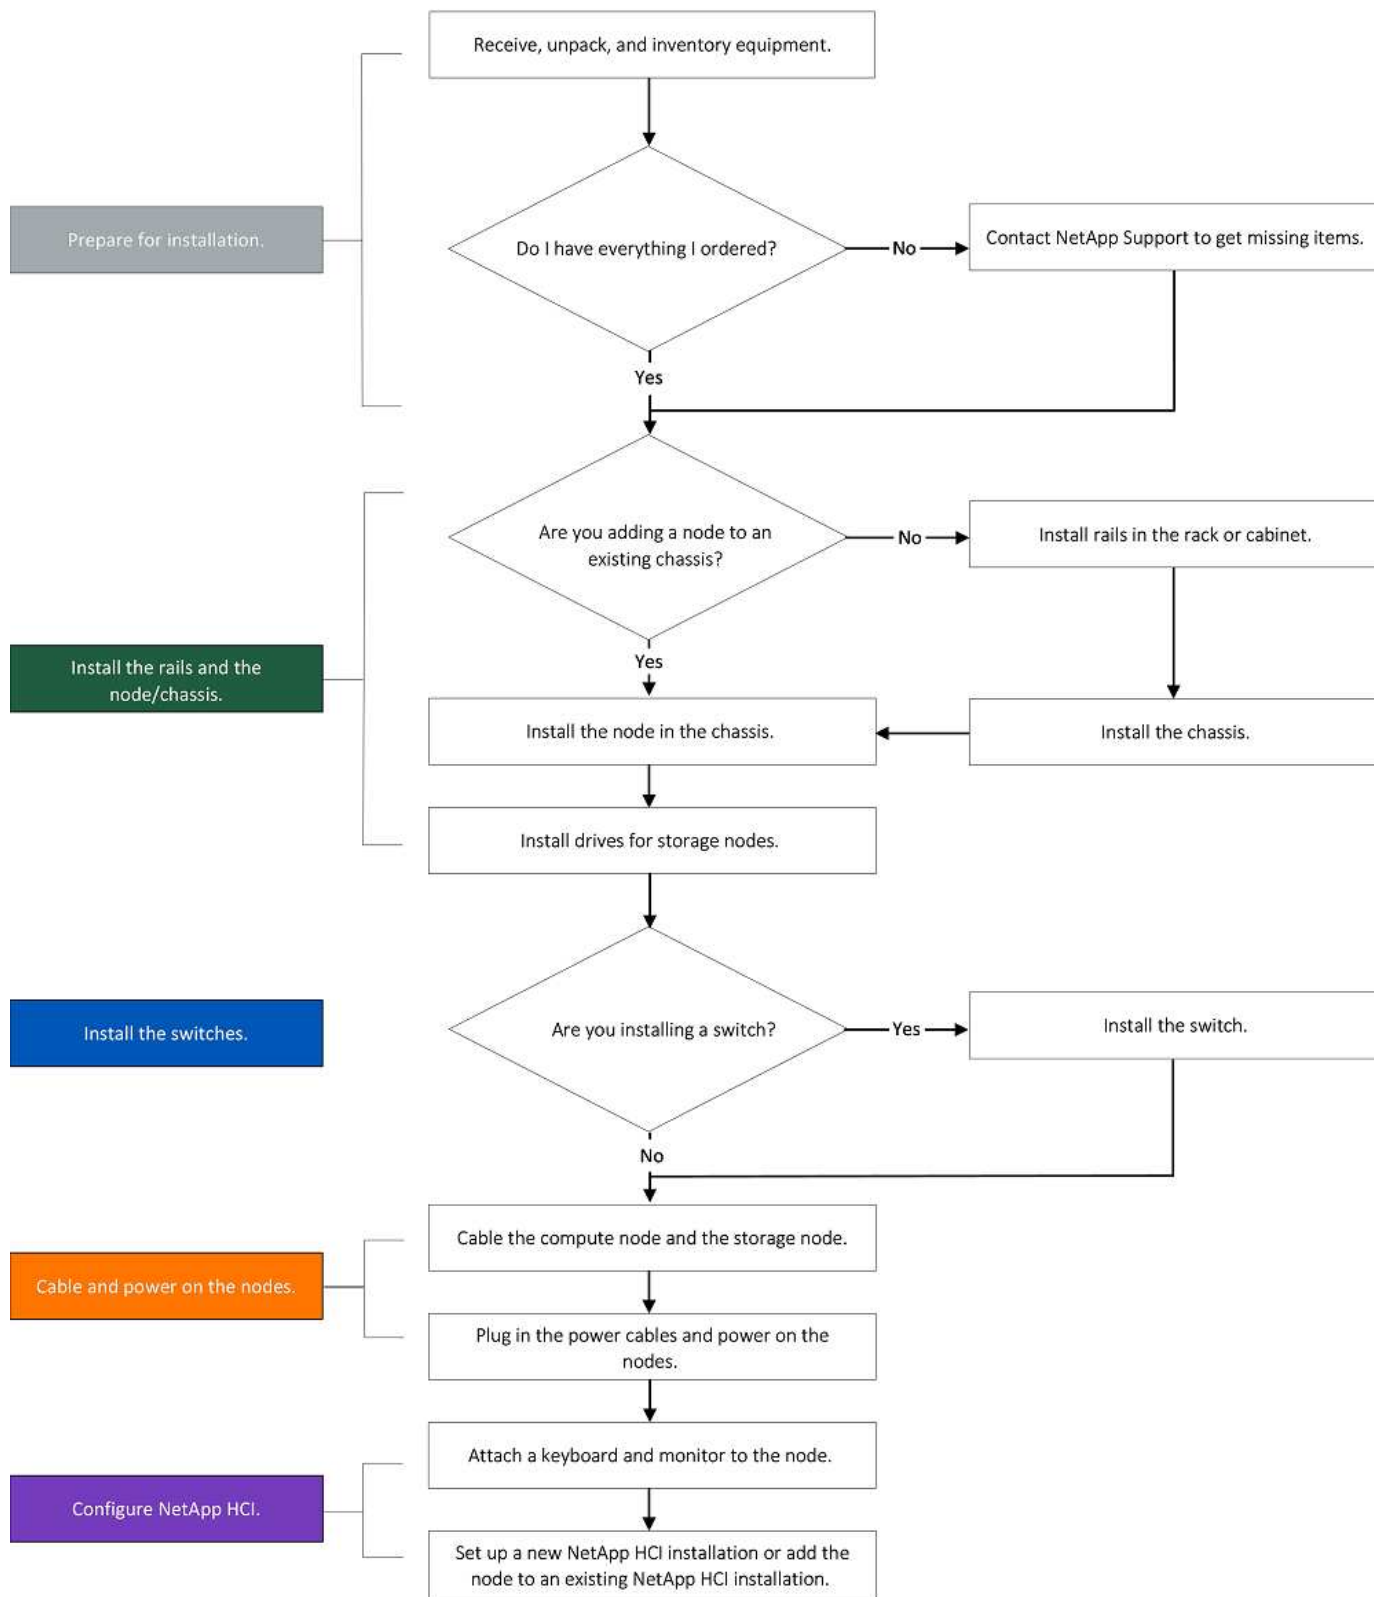 Receive, unpack, and inventory equipment.
Prepare for installation.
Do I have everything I ordered?
No
Contact NetApp Support to get missing items.
Yes
Are you adding a node to an
existing chassis?
No
Install rails in the rack or cabinet.
Yes
Install the rails and the
node/chassis.
Install the node in the chassis.
Install the chassis.
Install drives for storage nodes.
Install the switches.
Are you installing a switch?
Yes
Install the switch.
No
Cable the compute node and the storage node.
Cable and power on the nodes.
Plug in the power cables and power on the
nodes.
Attach a keyboard and monitor to the node.
Configure NetApp HCI.
Set up a new NetApp HCI installation or add the
node to an existing NetApp HCI installation.